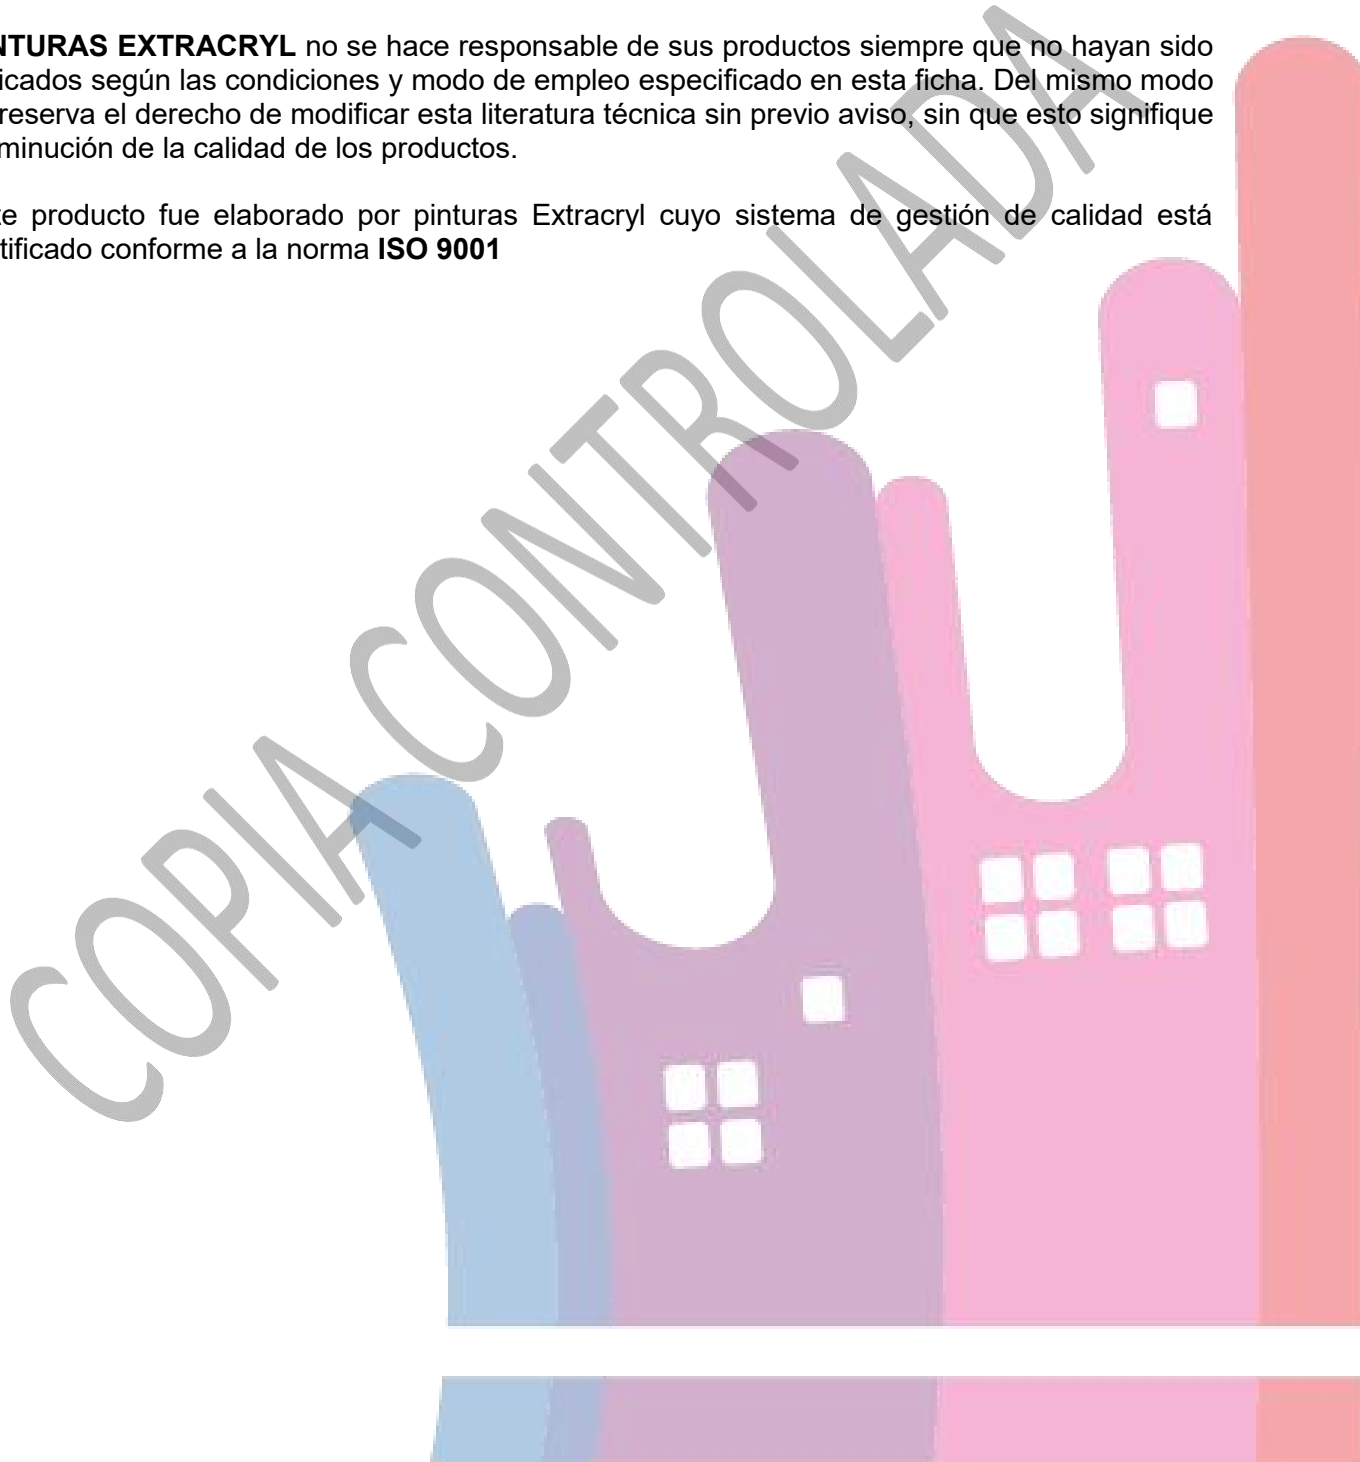 NTURAS EXTRACRYL no se hace responsable de sus productos siempre que no hayan sido
icados según las condiciones y modo de empleo especificado en esta ficha. Del mismo modo
reserva el derecho de modificar esta literatura técnica sin previo aviso, sin que esto signifique
minución de la calidad de los productos.
te producto fue elaborado por pinturas Extracryl cuyo sistema de gestión de calidad está
tificado conforme a la norma ISO 9001
COPIA CONTROLADA